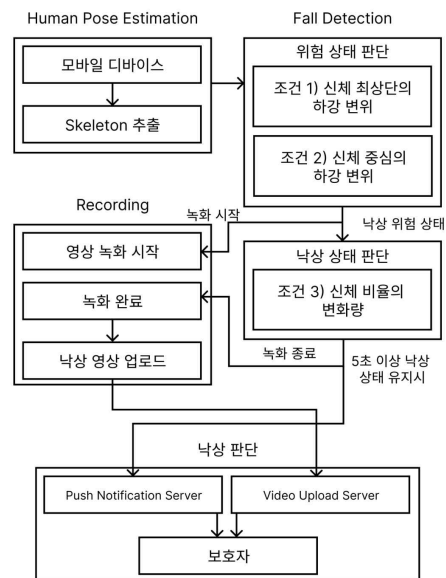 Human Pose Estimation
모바일 디바이스
Skeleton 추출
Fall Detection
위험 상태 판단
조건 1) 신체 최상단의
하강 변위
조건 2) 신체 중심의
하강 변위
Recording
녹화 시작
낙상 위험 상태
영상 녹화 시작
녹화 완료
낙상 영상 업로드
낙상 상태 판단
조건 3) 신체 비율의
변화량
녹화 종료
5초 이상 낙상
상태 유지시
낙상 판단
Push Notification Server
Video Upload Server
보호자